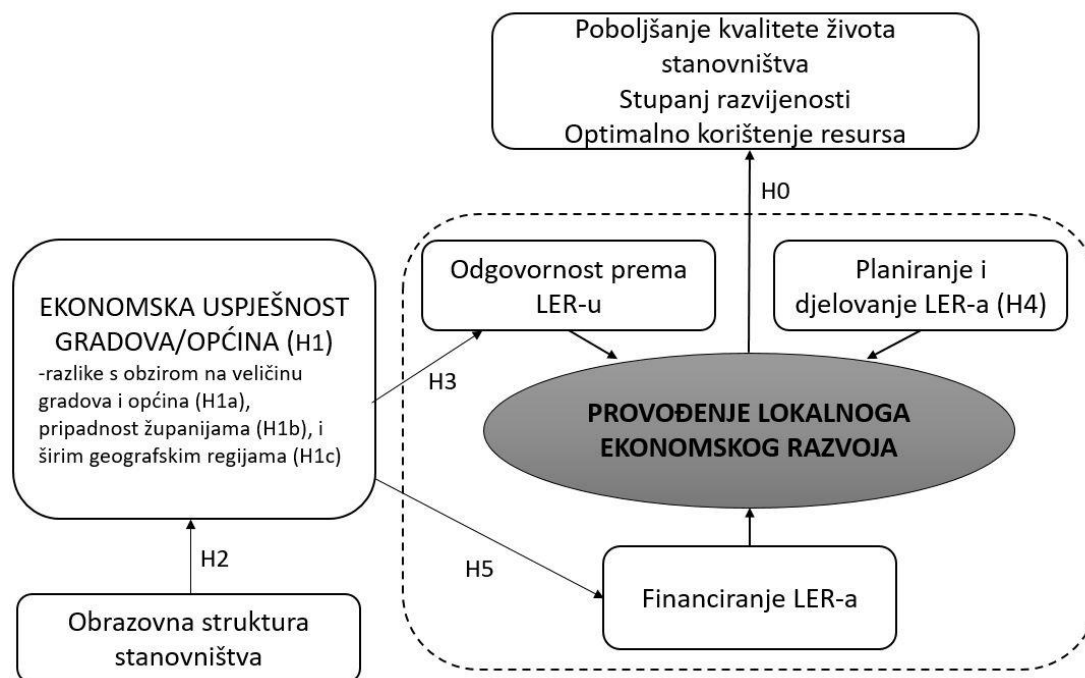 Poboljšanje kvalitete života
stanovništva
Stupanj razvijenosti
Optimalno korištenje resursa
H0
Odgovornost prema
LER-u
Planiranje i
djelovanje LER-a (H4)
EKONOMSKA USPJEŠNOST
GRADOVA/OPĆINA (H1)
-razlike s obzirom na veličinu
gradova i općina (H1a),
pripadnost županijama (H1b), i
širim geografskim regijama (H1c)
H3
PROVOĐENJE LOKALNOGA
EKONOMSKOG RAZVOJA
H2
H5
Financiranje LER-a
Obrazovna struktura
stanovništva